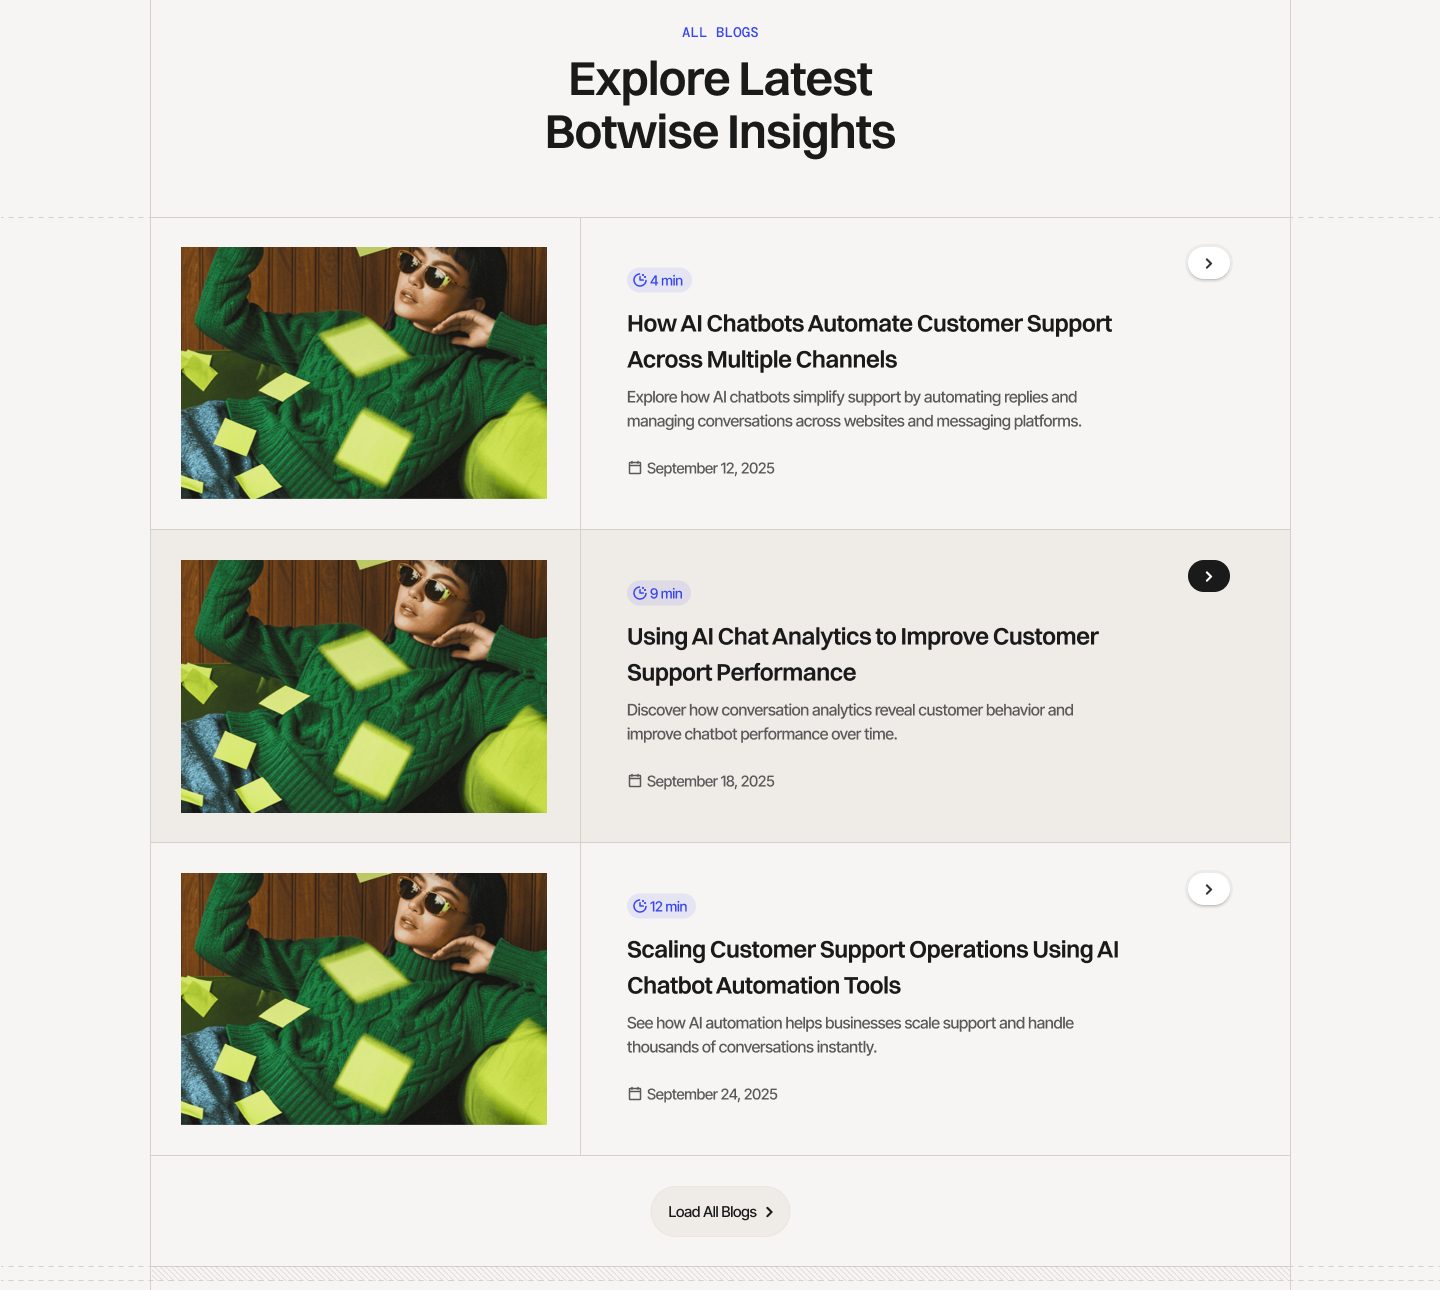 ALL BLOGS
Explore Latest
Botwise Insights
4 min
How AI Chatbots Automate Customer Support
Across Multiple Channels
Explore how AI chatbots simplify support by automating replies and
managing conversations across websites and messaging platforms.
September 12, 2025
9 min
Using AI Chat Analytics to Improve Customer
Support Performance
Discover how conversation analytics reveal customer behavior and
improve chatbot performance over time.
September 18, 2025
12 min
Scaling Customer Support Operations Using AI
Chatbot Automation Tools
See how AI automation helps businesses scale support and handle
thousands of conversations instantly.
September 24, 2025
Load All Blogs